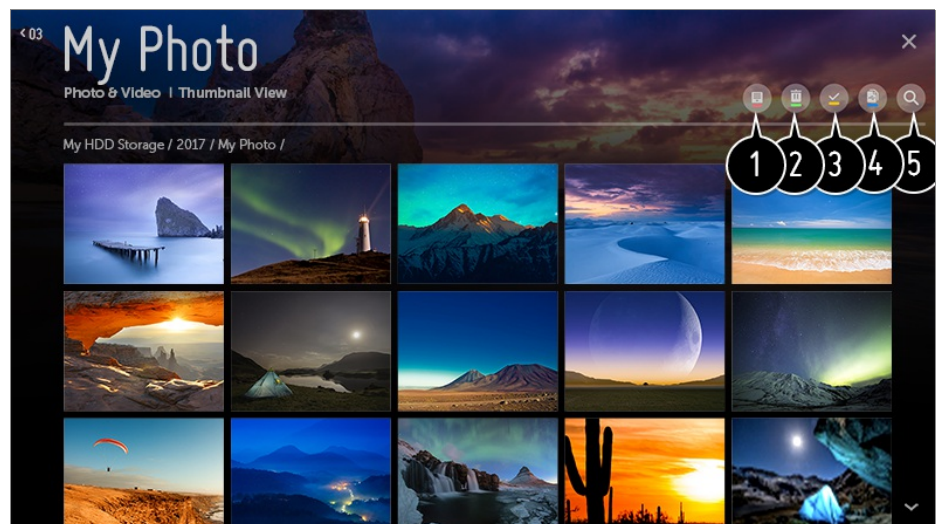 < 03
My Photo
Photo & Video | Thumbnail View
1 2 3 4 5
My HDD Storage / 2017 / My Photo /